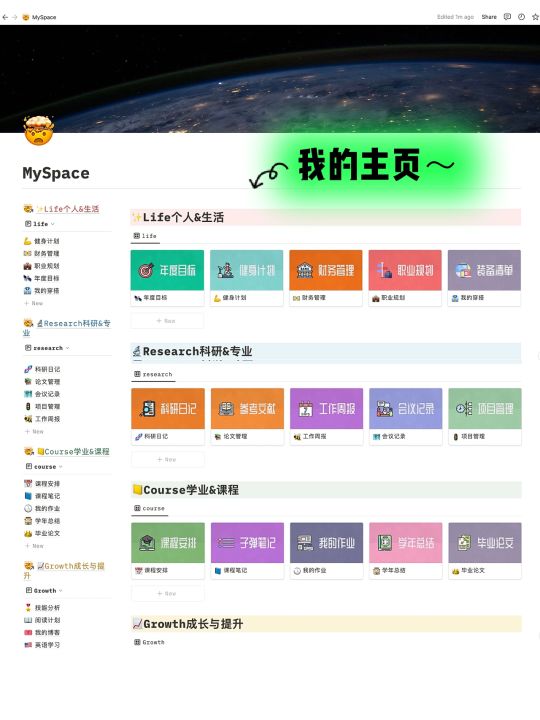 MySpace
Edited 1m ago
Share
我的主页～
MySpace
✨Life个人&生活
life
健身计划
财务管理
职业规划
年度目标
我的穿搭
+ New
Research科研&专业
research
科研日记
论文管理
会议记录
项目管理
工作周报
+ New
Course学业&课程
course
课程安排
课程笔记
我的作业
学年总结
毕业论文
+ New
Growth成长与提升
Growth
技能分析
阅读计划
我的博客
英语学习
✨Life个人&生活
life
年度目标
健身计划
财务管理
职业规划
装备清单
年度目标
健身计划
财务管理
职业规划
我的穿搭
+ New
Research科研&专业
research
科研日记
参考文献
工作周报
会议记录
项目管理
科研日记
论文管理
工作周报
会议记录
项目管理
+ New
Course学业&课程
course
课程安排
子弹笔记
我的作业
学年总结
毕业论文
课程安排
课程笔记
我的作业
学年总结
毕业论文
+ New
Growth成长与提升
Growth